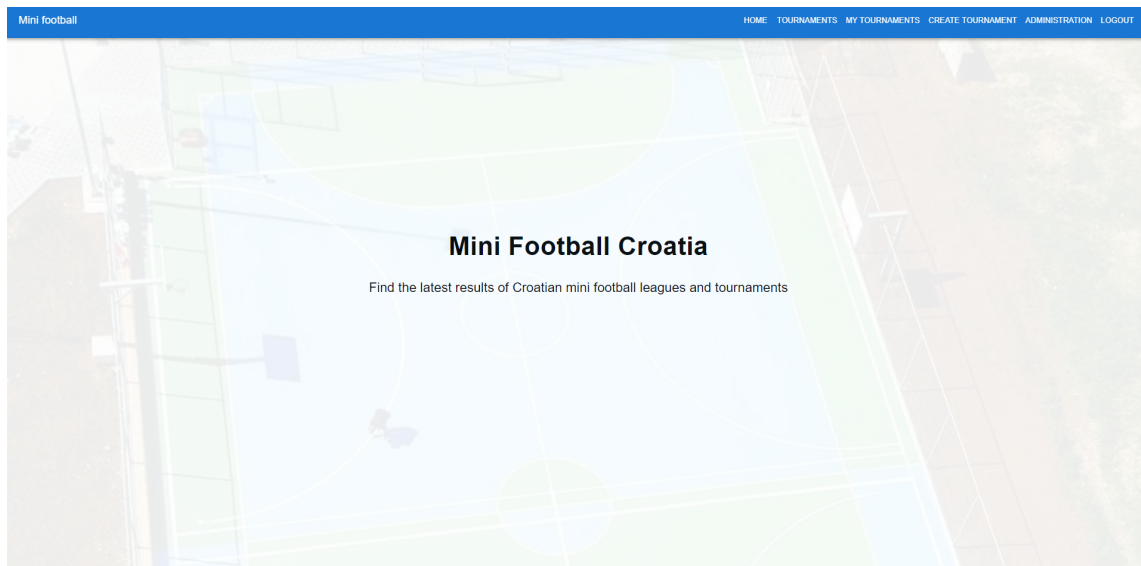 Mini football HOME TOURNAMENTS MY TOURNAMENTS CREATE TOURNAMENT ADMINISTRATION LOGOUT
Mini Football Croatia
Find the latest results of Croatian mini football leagues and tournaments